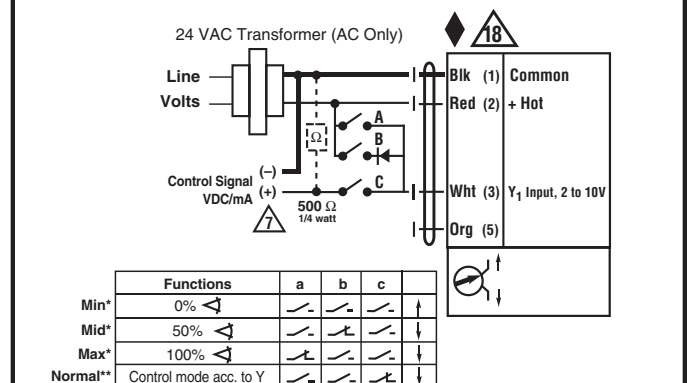 24 VAC Transformer (AC Only)
18
Line
Volts
Blk (1) Common
Red (2) + Hot
A
B
C
Ω
Control Signal (–)
VDC/mA (+)
7
500 Ω
1/4 watt
Wht (3) Y1 Input, 2 to 10V
Org (5)
Functions a b c
Min* 0%
Mid* 50%
Max* 100%
Normal** Control mode acc. to Y